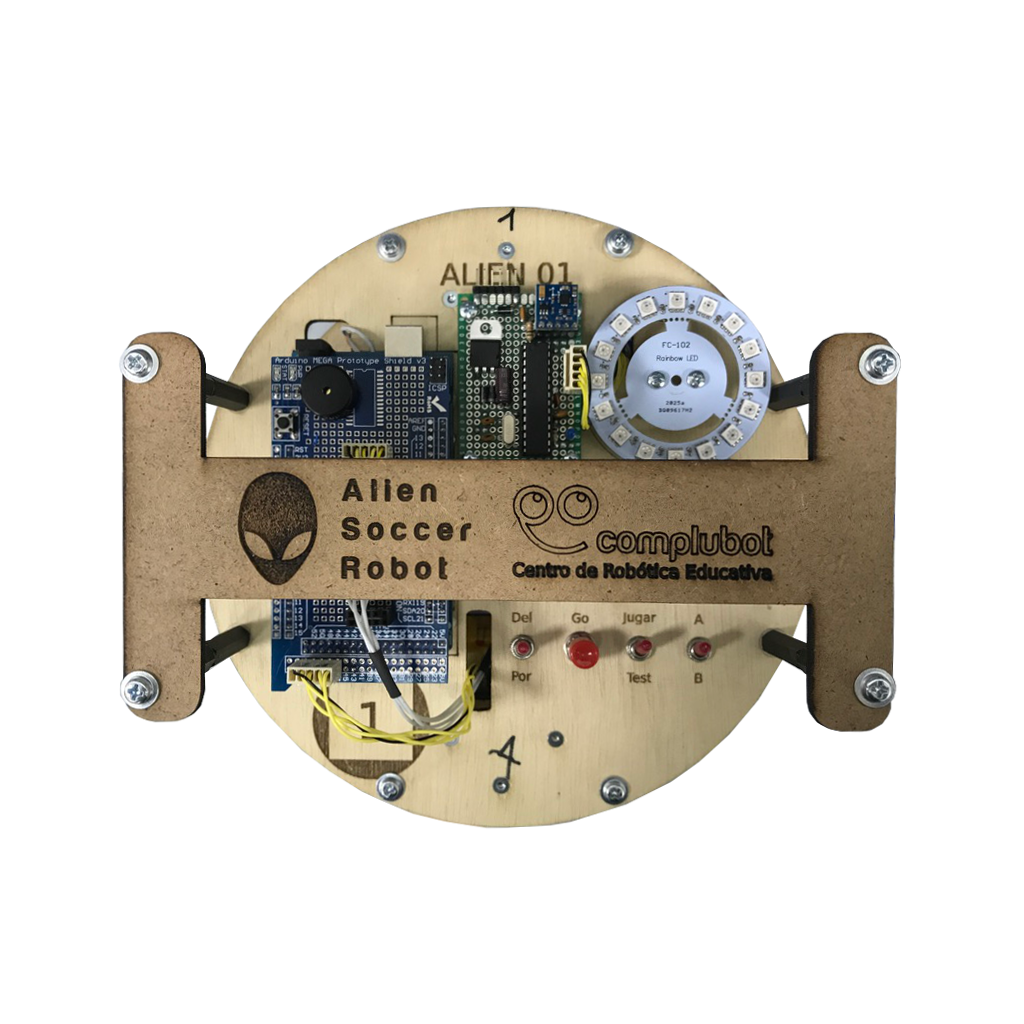 1
ALIEN 01
Arduino MEGA Prototype Shield v3
ICSP
RST
FC-102
Rainbow LED
Alien
Soccer
Robot
complubot
Centro de Robótica Educativa
SDA20
SCL21
Del
Go
Jugar
A
Por
Test
B
1
4